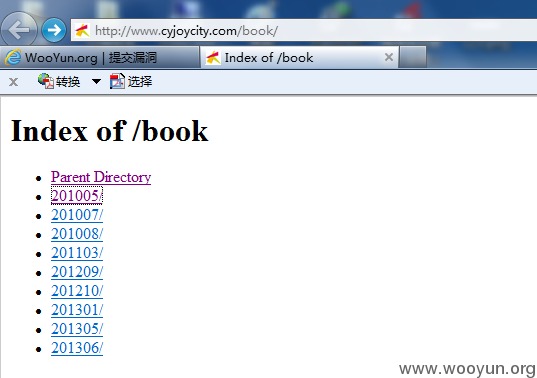 http://www.cyjoycity.com/book/
WooYun.org | 提交漏洞
Index of /book
x 转换 选择
Index of /book
Parent Directory
201005/
201007/
201008/
201103/
201209/
201210/
201301/
201305/
201306/
www.wooyun.org